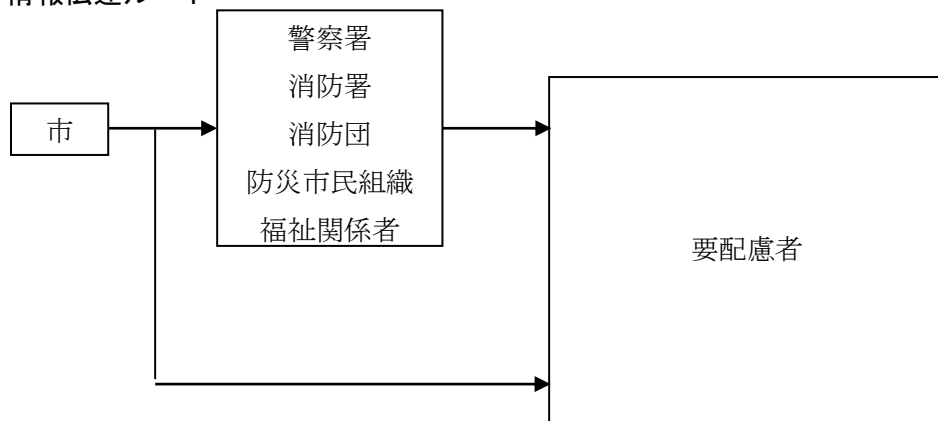 市
警察署
消防署
消防団
防災市民組織
福祉関係者
要配慮者